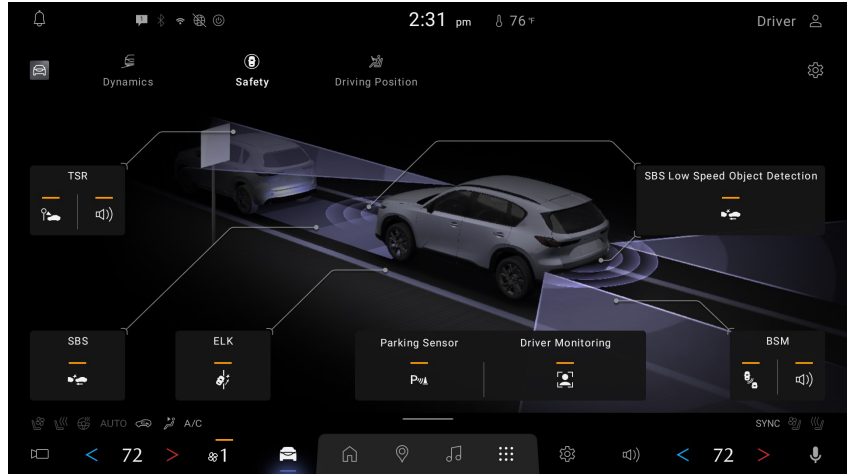 2:31 pm 76°F Driver
Dynamics Safety Driving Position
TSR
SBS Low Speed Object Detection
SBS
ELK
Parking Sensor
Driver Monitoring
BSM
P
AUTO A/C SYNC
< 72 > 1 < 72 >